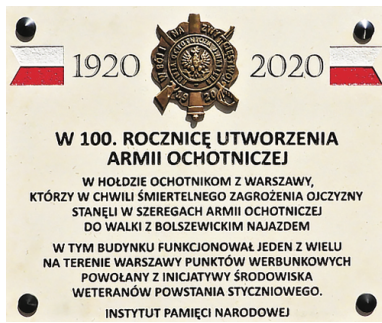 1920 2020
W 100. ROCZNICĘ UTWORZENIA
ARMII OCHOTNICZEJ
W HOŁDZIE OCHOTNIKOM Z WARSZAWY,
KTÓRZY W CHWILI ŚMIERTELNEGO ZAGROŻENIA OJCZYZNY
STANĘLI W SZEREGACH ARMII OCHOTNICZEJ
DO WALKI Z BOLSZEWICKIM NAJAZDEM
W TYM BUDYNKU FUNKCJONOWAŁ JEDEN Z WIELU
NA TERENIE WARSZAWY PUNKTÓW WERBUNKOWYCH
POWOŁANY Z INICJATYWY ŚRODOWISKA
WETERANÓW POWSTANIA STYCZNIOWEGO.
INSTYTUT PAMIĘCI NARODOWEJ